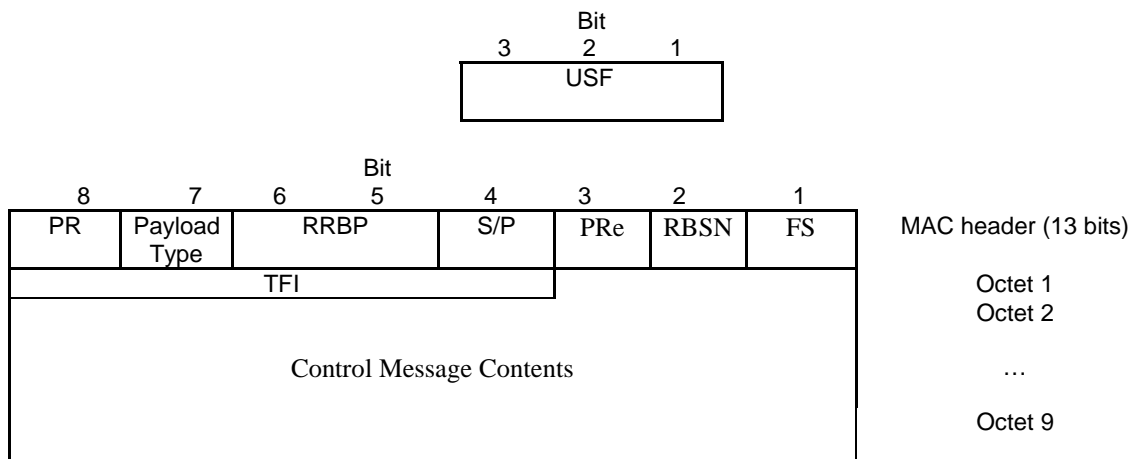 Bit
3 2 1
USF
Bit
8 7 6 5 4 3 2 1
PR Payload Type RRBP S/P PRe RBSN FS MAC header (13 bits)
TFI Octet 1
Octet 2
Control Message Contents …
Octet 9